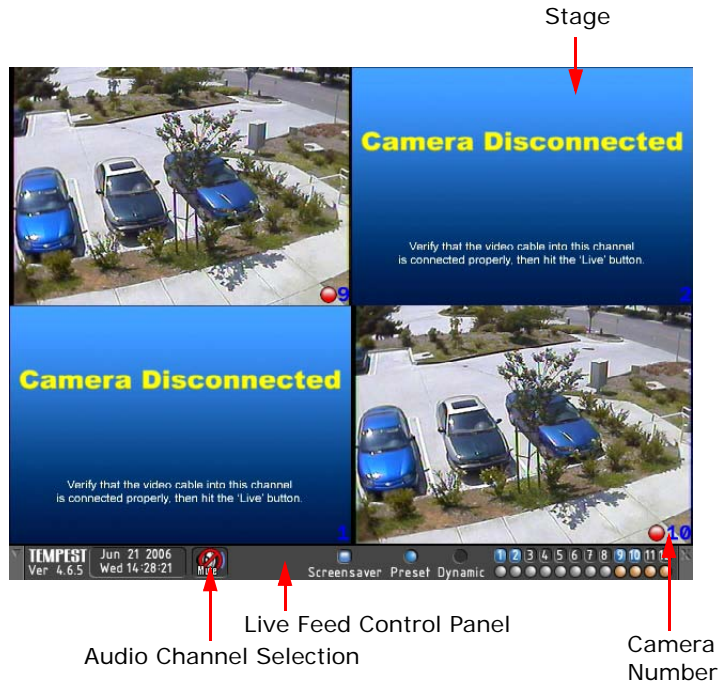 Stage
Camera Disconnected
Verify that the video cable into this channel
is connected properly, then hit the 'Live' button.
9
2
Camera Disconnected
Verify that the video cable into this channel
is connected properly, then hit the 'Live' button.
1
10
TEMPEST
Ver 4.6.5
Jun 21 2006
Wed 14:28:21
Mute
Screensaver Preset Dynamic
1 2 3 4 5 6 7 8 9 10 11 12
Live Feed Control Panel
Audio Channel Selection
Camera
Number